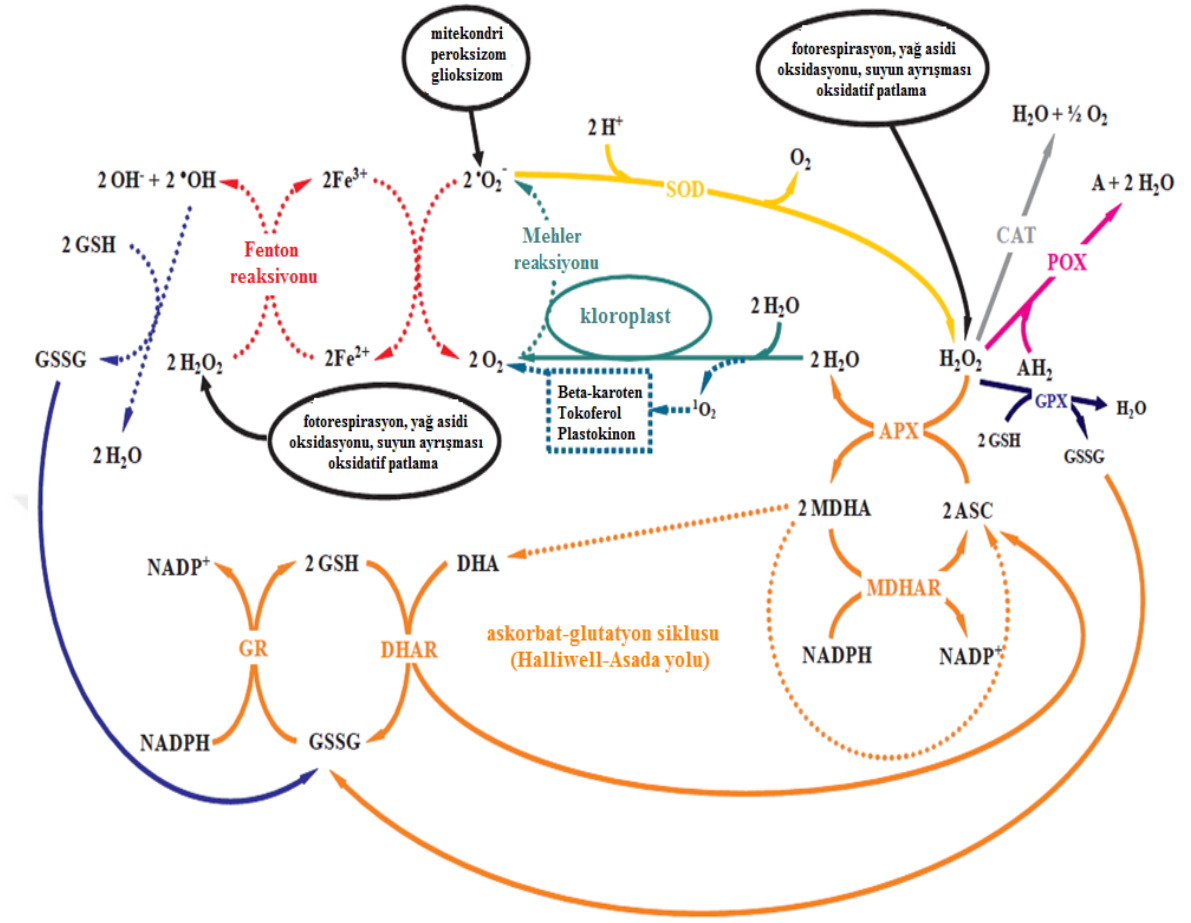 mitekondri
peroksizom
glioksizom
fotorespirasyon, yağ asidi
oksidasyonu, suyun ayrışması
oksidatif patlama
H₂O + ½ O₂
2 H⁺
O₂
2 OH⁻ + 2 •OH
2Fe³⁺
2 •O₂⁻
SOD
A + 2 H₂O
2 GSH
Fenton
reaksiyonu
Mehler
reaksiyonu
CAT
POX
kloroplast
2 H₂O
GSSG
2 H₂O₂
2Fe²⁺
2 O₂
2 H₂O
H₂O₂
AH₂
Beta-karoten
Tokoferol
Plastokinon
¹O₂
GPX
H₂O
fotorespirasyon, yağ asidi
oksidasyonu, suyun ayrışması
oksidatif patlama
APX
2 GSH
GSSG
2 H₂O
2 MDHA
2 ASC
NADP⁺
2 GSH
DHA
MDHAR
GR
DHAR
askorbat-glutatyon siklusu
(Halliwell-Asada yolu)
NADPH
NADP⁺
NADPH
GSSG